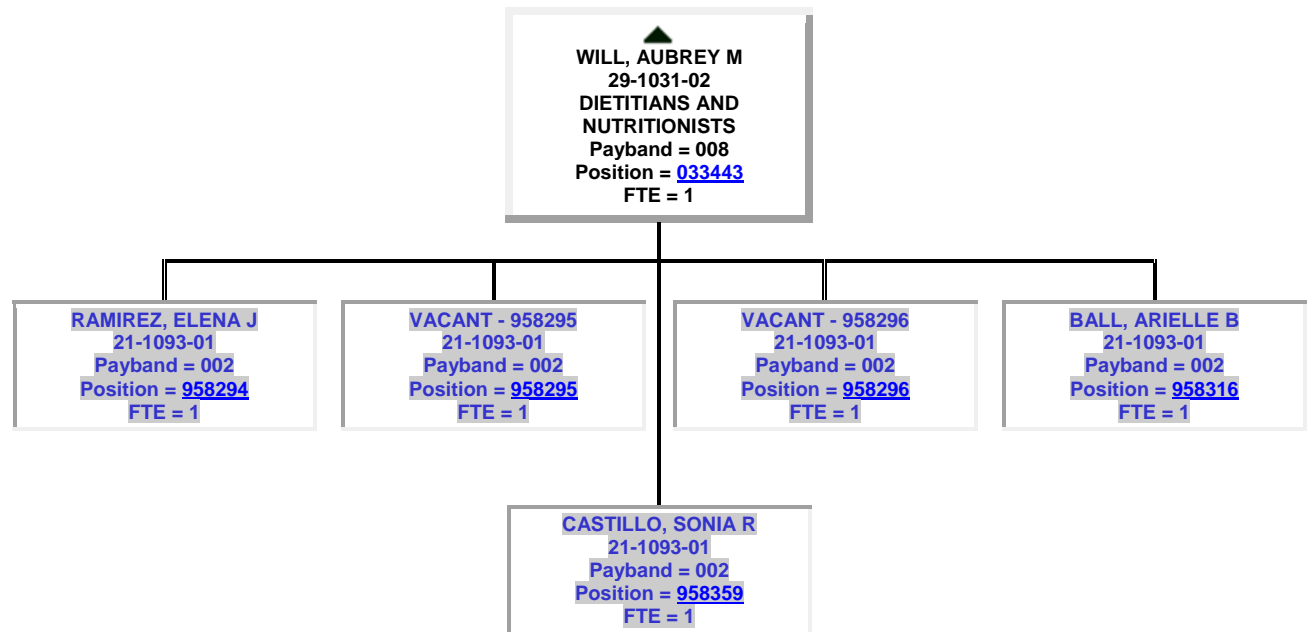 WILL, AUBREY M
29-1031-02
DIETITIANS AND
NUTRITIONISTS
Payband = 008
Position = 033443
FTE = 1
RAMIREZ, ELENA J
21-1093-01
Payband = 002
Position = 958294
FTE = 1
VACANT - 958295
21-1093-01
Payband = 002
Position = 958295
FTE = 1
VACANT - 958296
21-1093-01
Payband = 002
Position = 958296
FTE = 1
BALL, ARIELLE B
21-1093-01
Payband = 002
Position = 958316
FTE = 1
CASTILLO, SONIA R
21-1093-01
Payband = 002
Position = 958359
FTE = 1